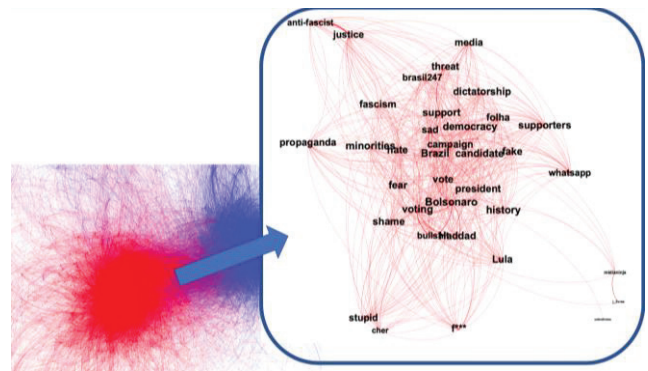 anti-fascist
justice
media
threat
brasil247
dictatorship
fascism
support
folha
sad
democracy
supporters
propaganda
minorities
hate
campaign
Brazil
candidate
fake
whatsapp
fear
vote
president
Bolsonaro
voting
history
shame
Haddad
Lula
stupid
cher
f***